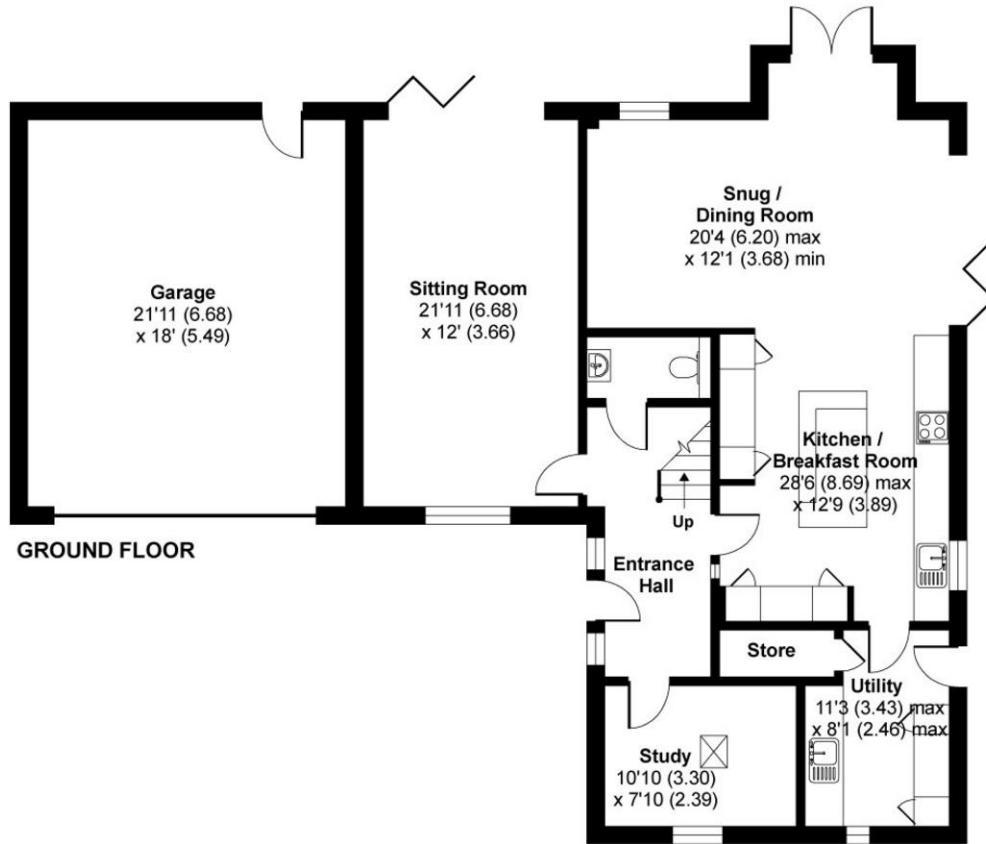 Snug /
Dining Room
20'4 (6.20) max
x 12'1 (3.68) min
Garage
21'11 (6.68)
x 18' (5.49)
Sitting Room
21'11 (6.68)
x 12' (3.66)
Kitchen /
Breakfast Room
28'6 (8.69) max
x 12'9 (3.89)
Up
GROUND FLOOR
Entrance
Hall
Store
Utility
11'3 (3.43) max
x 8'1 (2.46) max
Study
10'10 (3.30)
x 7'10 (2.39)